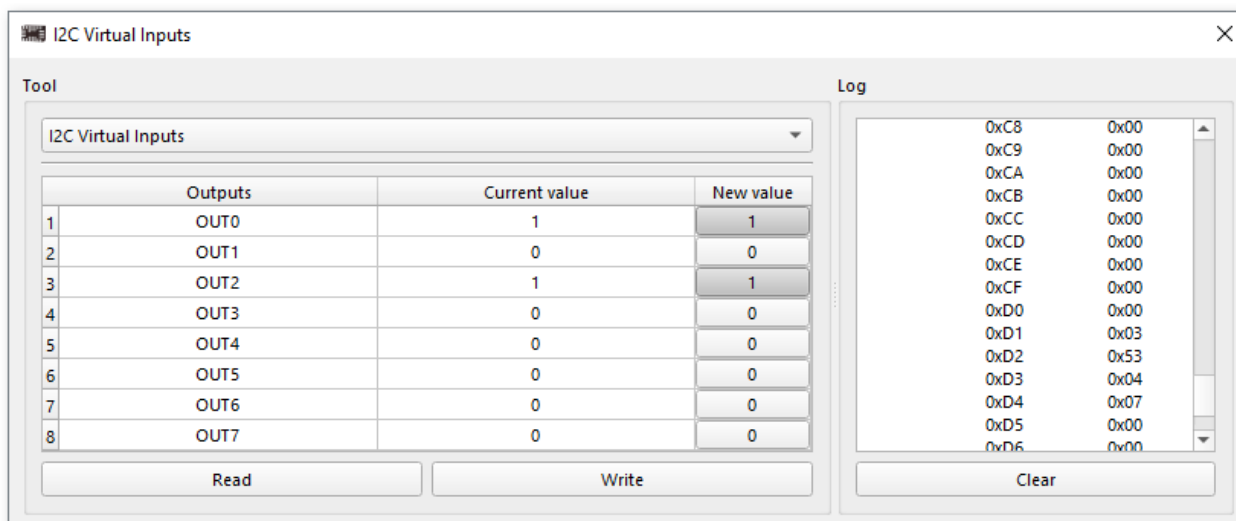 I2C Virtual Inputs
Tool
I2C Virtual Inputs
Outputs Current value New value
1 OUT0 1 1
2 OUT1 0 0
3 OUT2 1 1
4 OUT3 0 0
5 OUT4 0 0
6 OUT5 0 0
7 OUT6 0 0
8 OUT7 0 0
Read Write
Log
0xC8 0x00
0xC9 0x00
0xCA 0x00
0xCB 0x00
0xCC 0x00
0xCD 0x00
0xCE 0x00
0xCF 0x00
0xD0 0x00
0xD1 0x03
0xD2 0x53
0xD3 0x04
0xD4 0x07
0xD5 0x00
0xD6 0x00
Clear